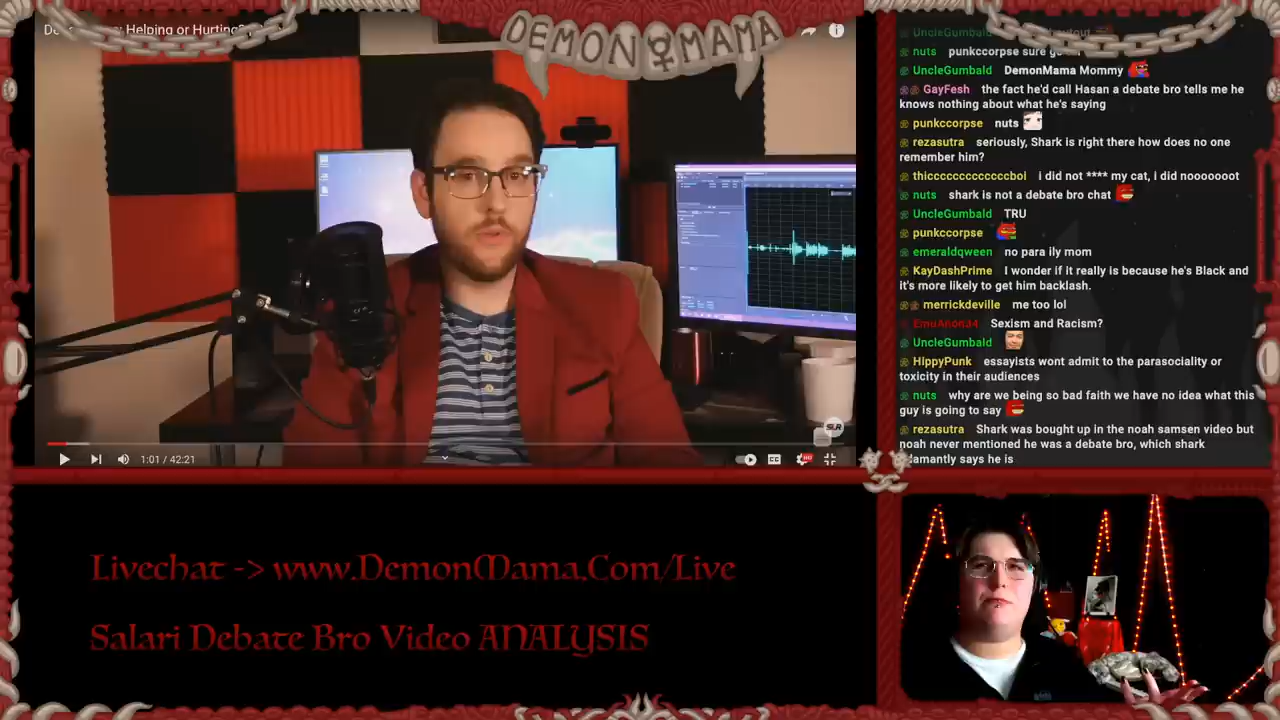 Helping or Hurting?
DEMON MAMA
1:01 / 42:21
CC
HD
SLR
UncleGumbald
nuts punkccorpse sure
UncleGumbald DemonMama Mommy
GayFesh the fact he'd call Hasan a debate bro tells me he
knows nothing about what he's saying
punkccorpse nuts
rezasutra seriously, Shark is right there how does no one
remember him?
thicccccccccccccboi i did not **** my cat, i did nooooooot
nuts shark is not a debate bro chat
UncleGumbald TRU
punkccorpse
emeraldqween no para ily mom
KayDashPrime I wonder if it really is because he's Black and
it's more likely to get him backlash.
merrickdeville me too lol
EmuAnon34 Sexism and Racism?
UncleGumbald
HippyPunk essayists wont admit to the parasociality or
toxicity in their audiences
nuts why are we being so bad faith we have no idea what this
guy is going to say
rezasutra Shark was bought up in the noah samsen video but
noah never mentioned he was a debate bro, which shark
damantly says he is
Livechat -> www.DemonMama.Com/Live
Salari Debate Bro Video ANALYSIS